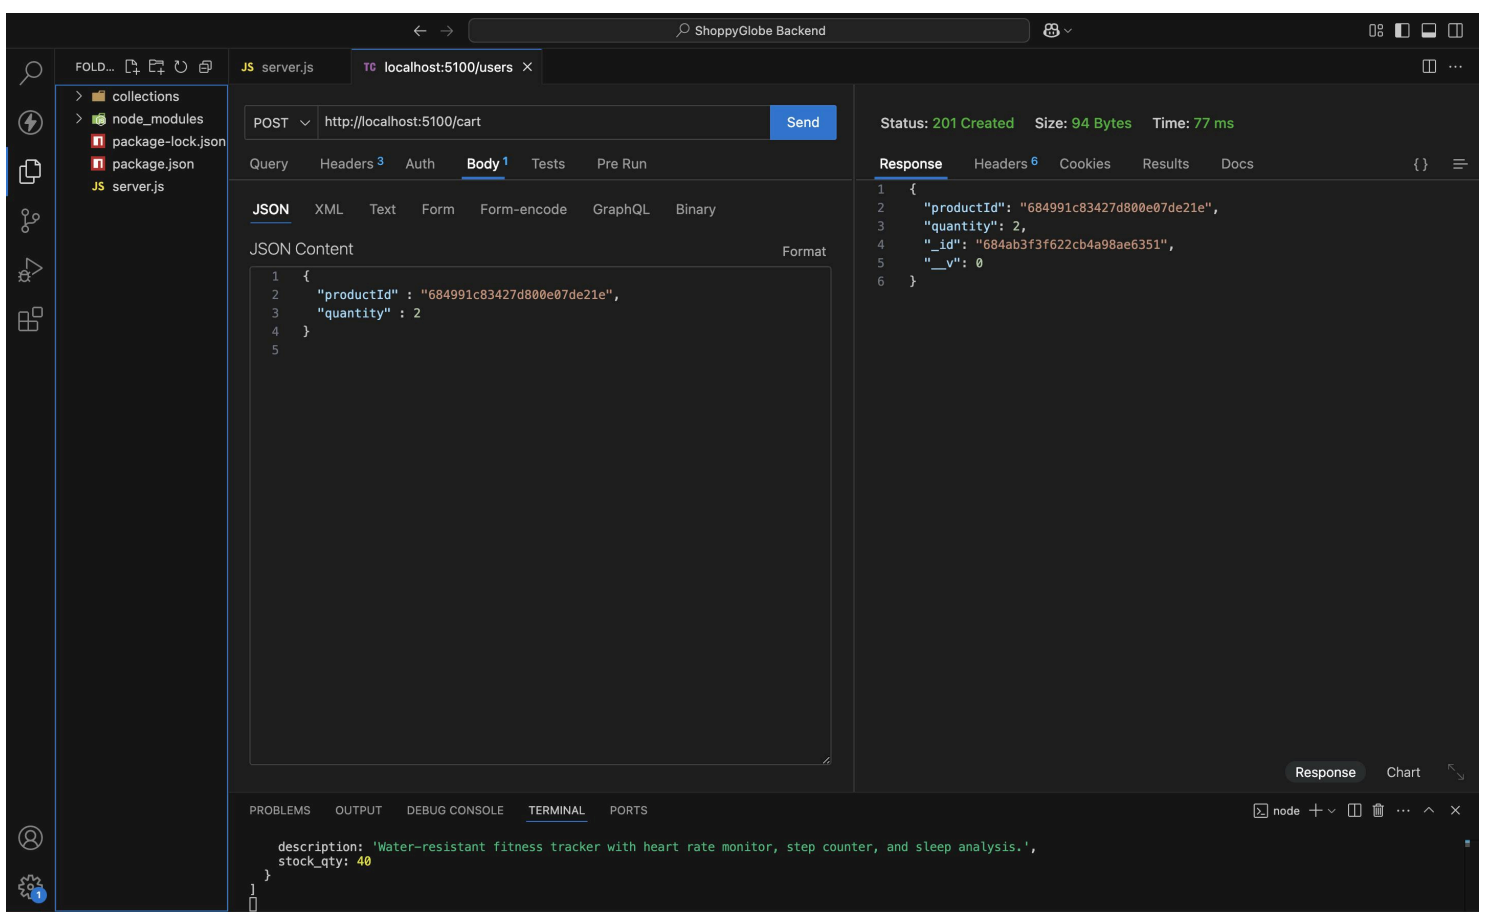 ShoppyGlobe Backend
FOLD...
collections
node_modules
package-lock.json
package.json
JS server.js
JS server.js
TC localhost:5100/users
POST
http://localhost:5100/cart
Send
Query Headers 3 Auth Body 1 Tests Pre Run
JSON XML Text Form Form-encode GraphQL Binary
JSON Content
Format
1 {
2 "productId" : "684991c83427d800e07de21e",
3 "quantity" : 2
4 }
5
Status: 201 Created Size: 94 Bytes Time: 77 ms
Response Headers 6 Cookies Results Docs
{ }
1 {
2 "productId": "684991c83427d800e07de21e",
3 "quantity": 2,
4 "_id": "684ab3f3f622cb4a98ae6351",
5 "__v": 0
6 }
Response Chart
PROBLEMS OUTPUT DEBUG CONSOLE TERMINAL PORTS
node
description: 'Water-resistant fitness tracker with heart rate monitor, step counter, and sleep analysis.',
stock_qty: 40
}
]
1